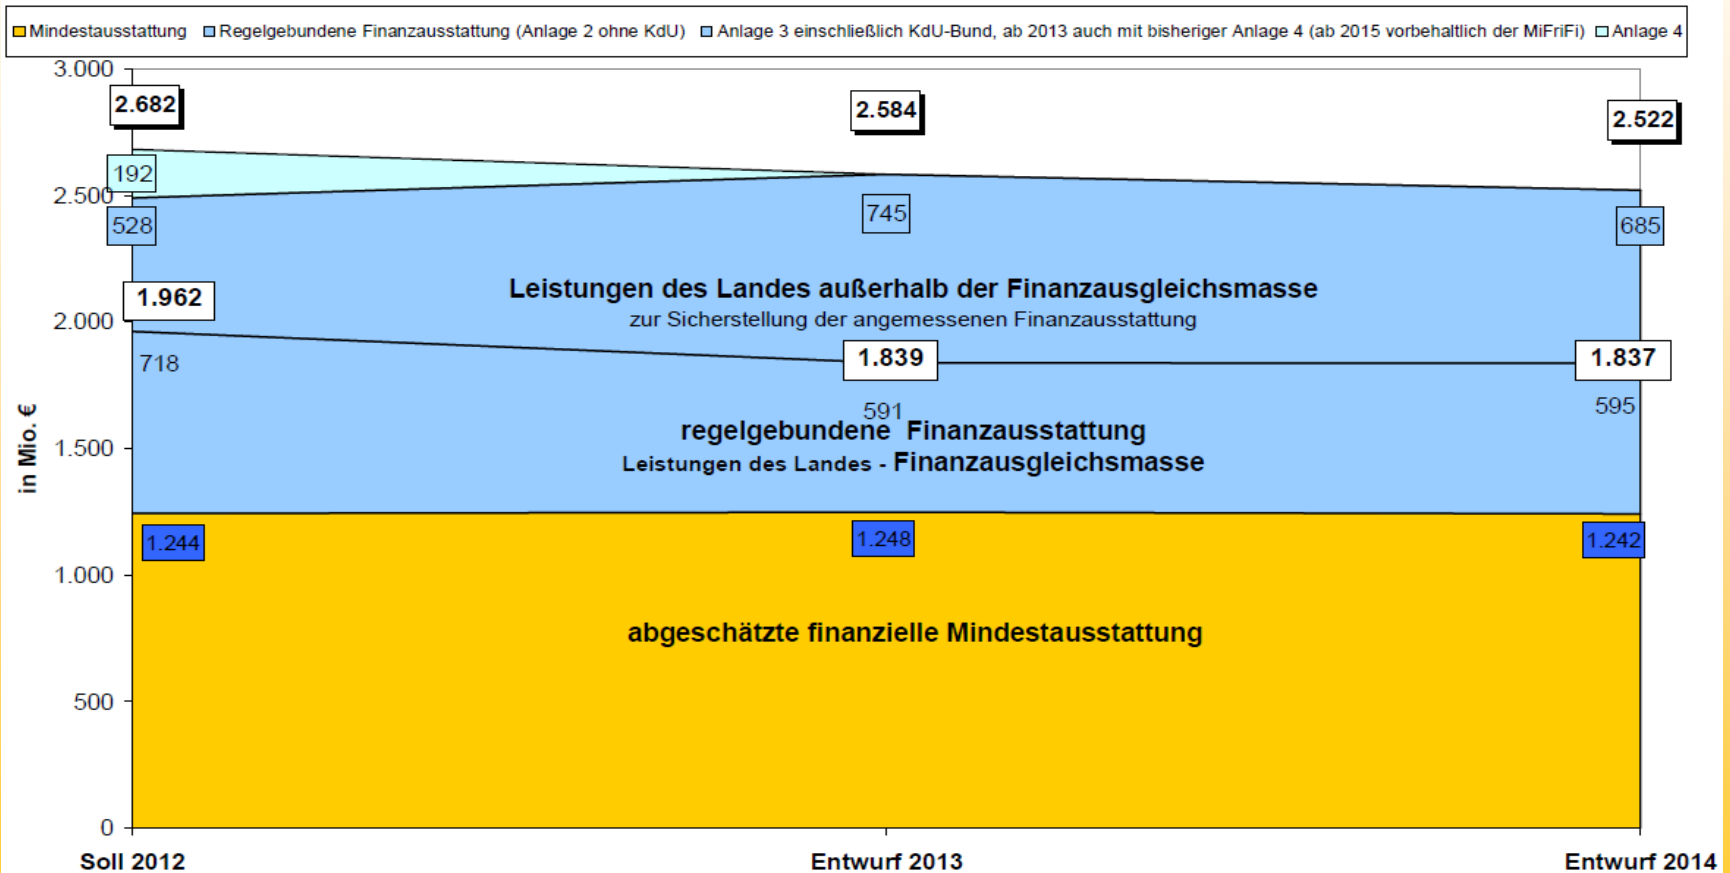 Mindestausstattung Regelgebundene Finanzausstattung (Anlage 2 ohne KdU) Anlage 3 einschließlich KdU-Bund, ab 2013 auch mit bisheriger Anlage 4 (ab 2015 vorbehaltlich der MiFriFi) Anlage 4
3.000
2.682
2.584
2.522
192
2.500
528
745
685
Leistungen des Landes außerhalb der Finanzausgleichsmasse
1.962
2.000
zur Sicherstellung der angemessenen Finanzausstattung
718
1.839
1.837
591
595
regelgebundene Finanzausstattung
1.500
Leistungen des Landes - Finanzausgleichsmasse
in Mio. €
1.244
1.248
1.242
1.000
abgeschätzte finanzielle Mindestausstattung
500
0
Soll 2012 Entwurf 2013 Entwurf 2014